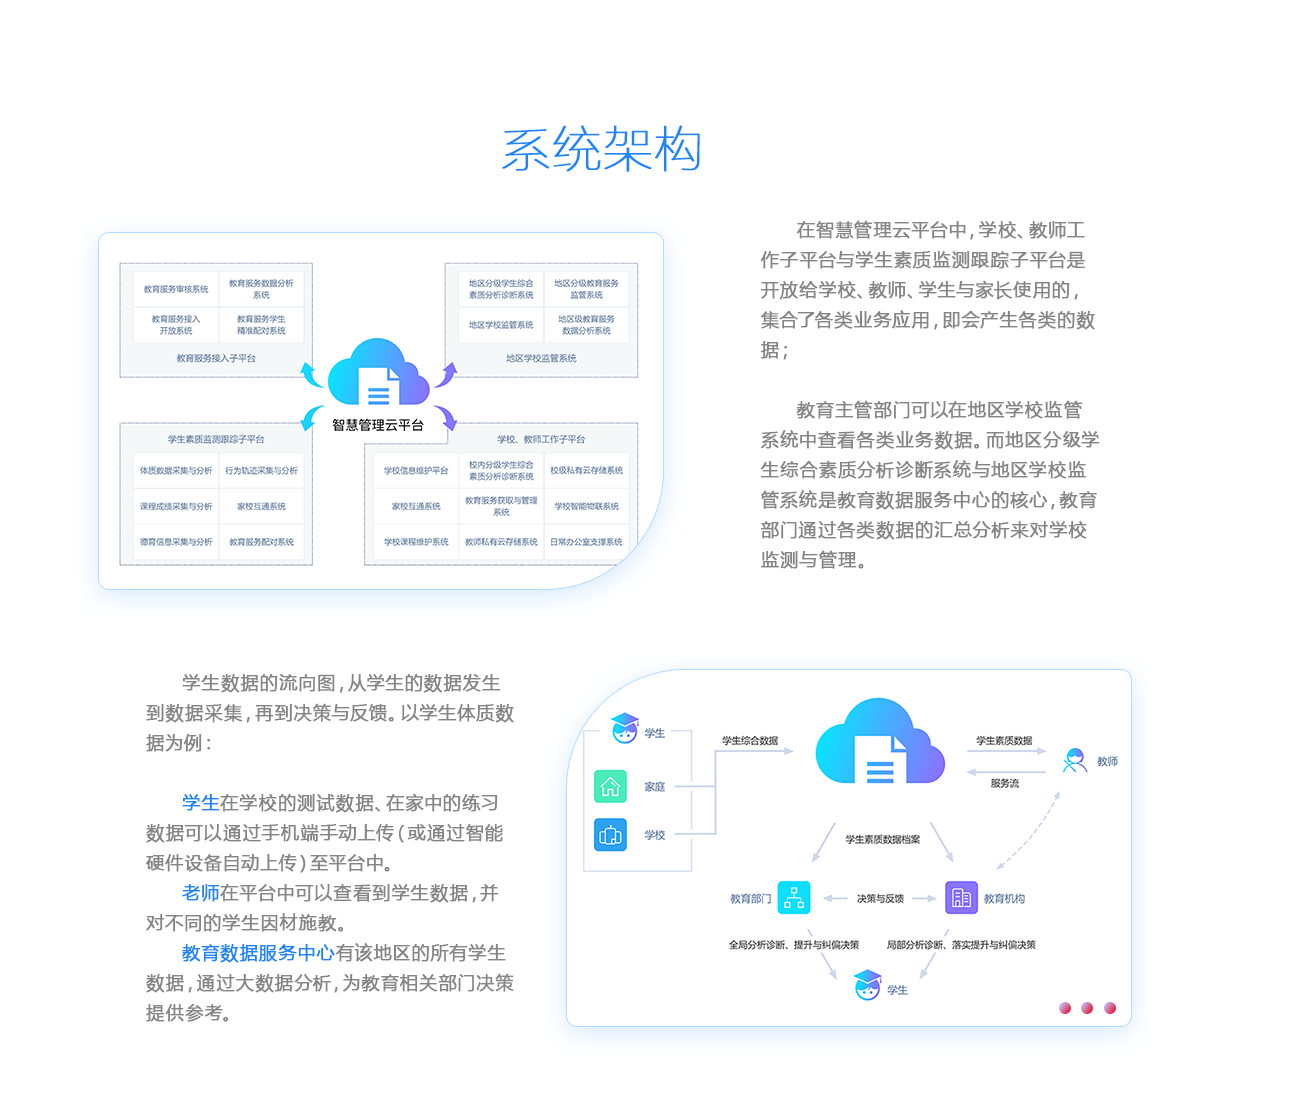 系统架构
教育服务审核系统
教育服务数据分析
系统
教育服务接入
开放系统
教育服务学生
精准配对系统
教育服务接入子平台
地区分级学生综合
素质分析诊断系统
地区分级教育服务
监管系统
地区学校监管系统
地区级教育服务
数据分析系统
地区学校监管系统
智慧管理云平台
学生素质监测跟踪子平台
体质数据采集与分析
行为轨迹采集与分析
课程成绩采集与分析
家校互通系统
德育信息采集与分析
教育服务配对系统
学校、教师工作子平台
学校信息维护平台
校内分级学生综合
素质分析诊断系统
校级私有云存储系统
家校互通系统
教育服务获取与管理
系统
学校智能物联系统
学校课程维护系统
教师私有云存储系统
日常办公室支撑系统
在智慧管理云平台中，学校、教师工
作子平台与学生素质监测跟踪子平台是
开放给学校、教师、学生与家长使用的，
集合了各类业务应用，即会产生各类的数
据；
教育主管部门可以在地区学校监管
系统中查看各类业务数据。而地区分级学
生综合素质分析诊断系统与地区学校监
管系统是教育数据服务中心的核心，教育
部门通过各类数据的汇总分析来对学校
监测与管理。
学生数据的流向图，从学生的数据发生
到数据采集，再到决策与反馈。以学生体质数
据为例：
学生在学校的测试数据、在家中的练习
数据可以通过手机端手动上传（或通过智能
硬件设备自动上传）至平台中。
老师在平台中可以查看到学生数据，并
对不同的学生因材施教。
教育数据服务中心有该地区的所有学生
数据，通过大数据分析，为教育相关部门决策
提供参考。
学生
家庭
学校
学生综合数据
学生素质数据
服务流
教师
学生素质数据档案
教育部门
决策与反馈
教育机构
全局分析诊断、提升与纠偏决策
局部分析诊断、落实提升与纠偏决策
学生